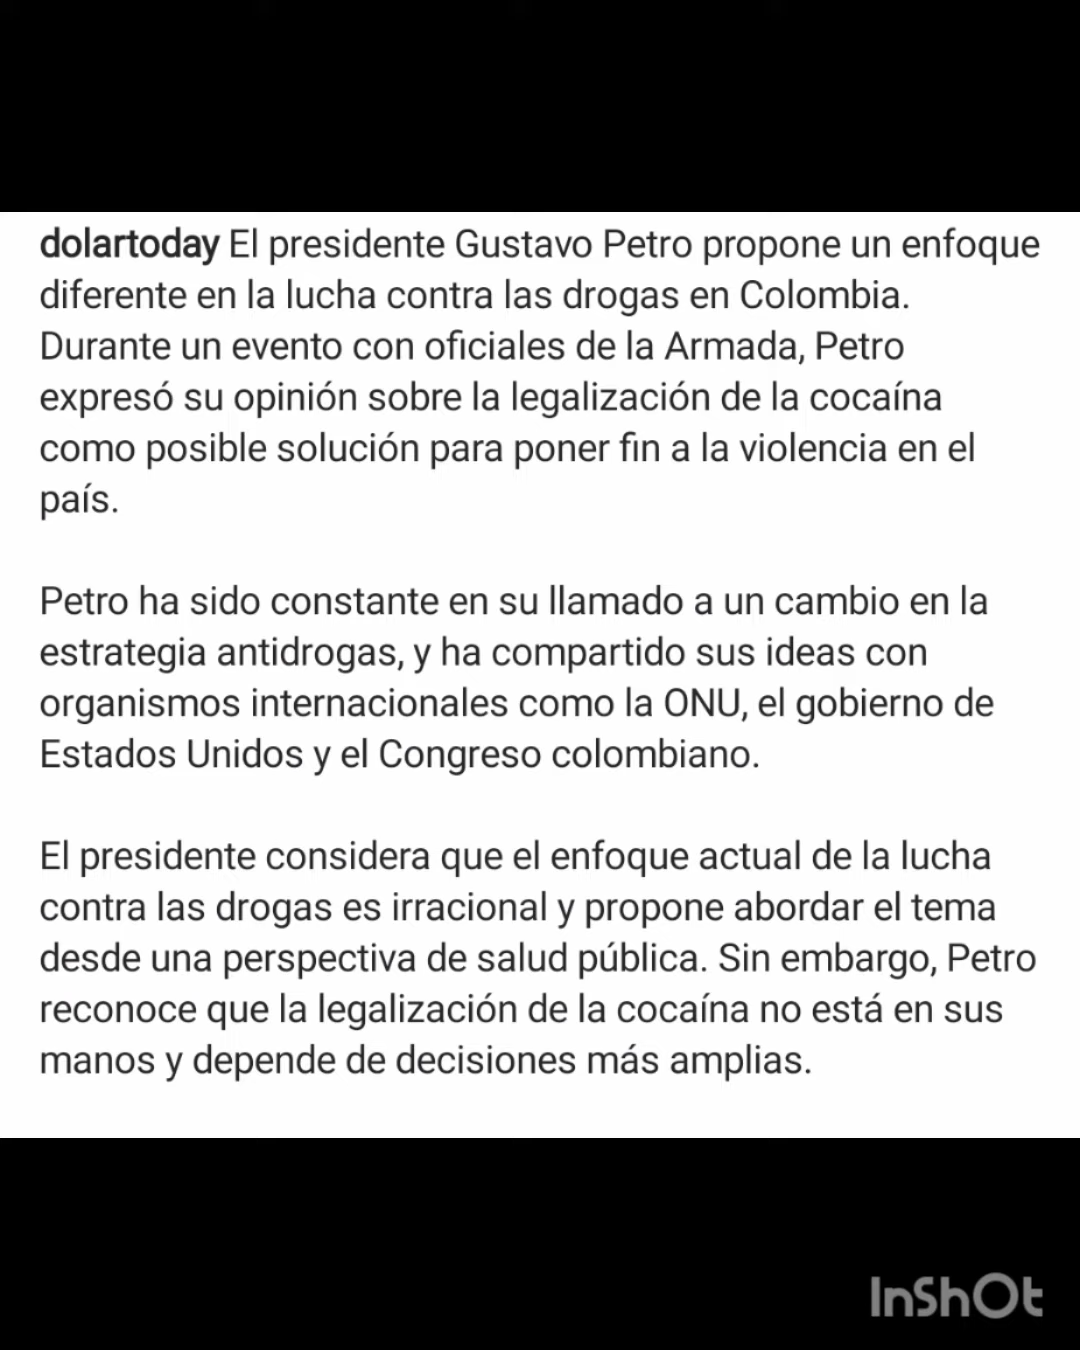 dolartoday El presidente Gustavo Petro propone un enfoque
diferente en la lucha contra las drogas en Colombia.
Durante un evento con oficiales de la Armada, Petro
expresó su opinión sobre la legalización de la cocaína
como posible solución para poner fin a la violencia en el
país.
Petro ha sido constante en su llamado a un cambio en la
estrategia antidrogas, y ha compartido sus ideas con
organismos internacionales como la ONU, el gobierno de
Estados Unidos y el Congreso colombiano.
El presidente considera que el enfoque actual de la lucha
contra las drogas es irracional y propone abordar el tema
desde una perspectiva de salud pública. Sin embargo, Petro
reconoce que la legalización de la cocaína no está en sus
manos y depende de decisiones más amplias.
InShOt